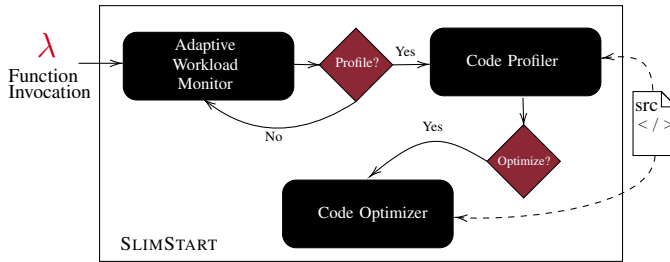 λ
Function
Invocation
Adaptive
Workload
Monitor
Profile?
Yes
Code Profiler
No
src
</>
Yes
Optimize?
Code Optimizer
SLIMSTART